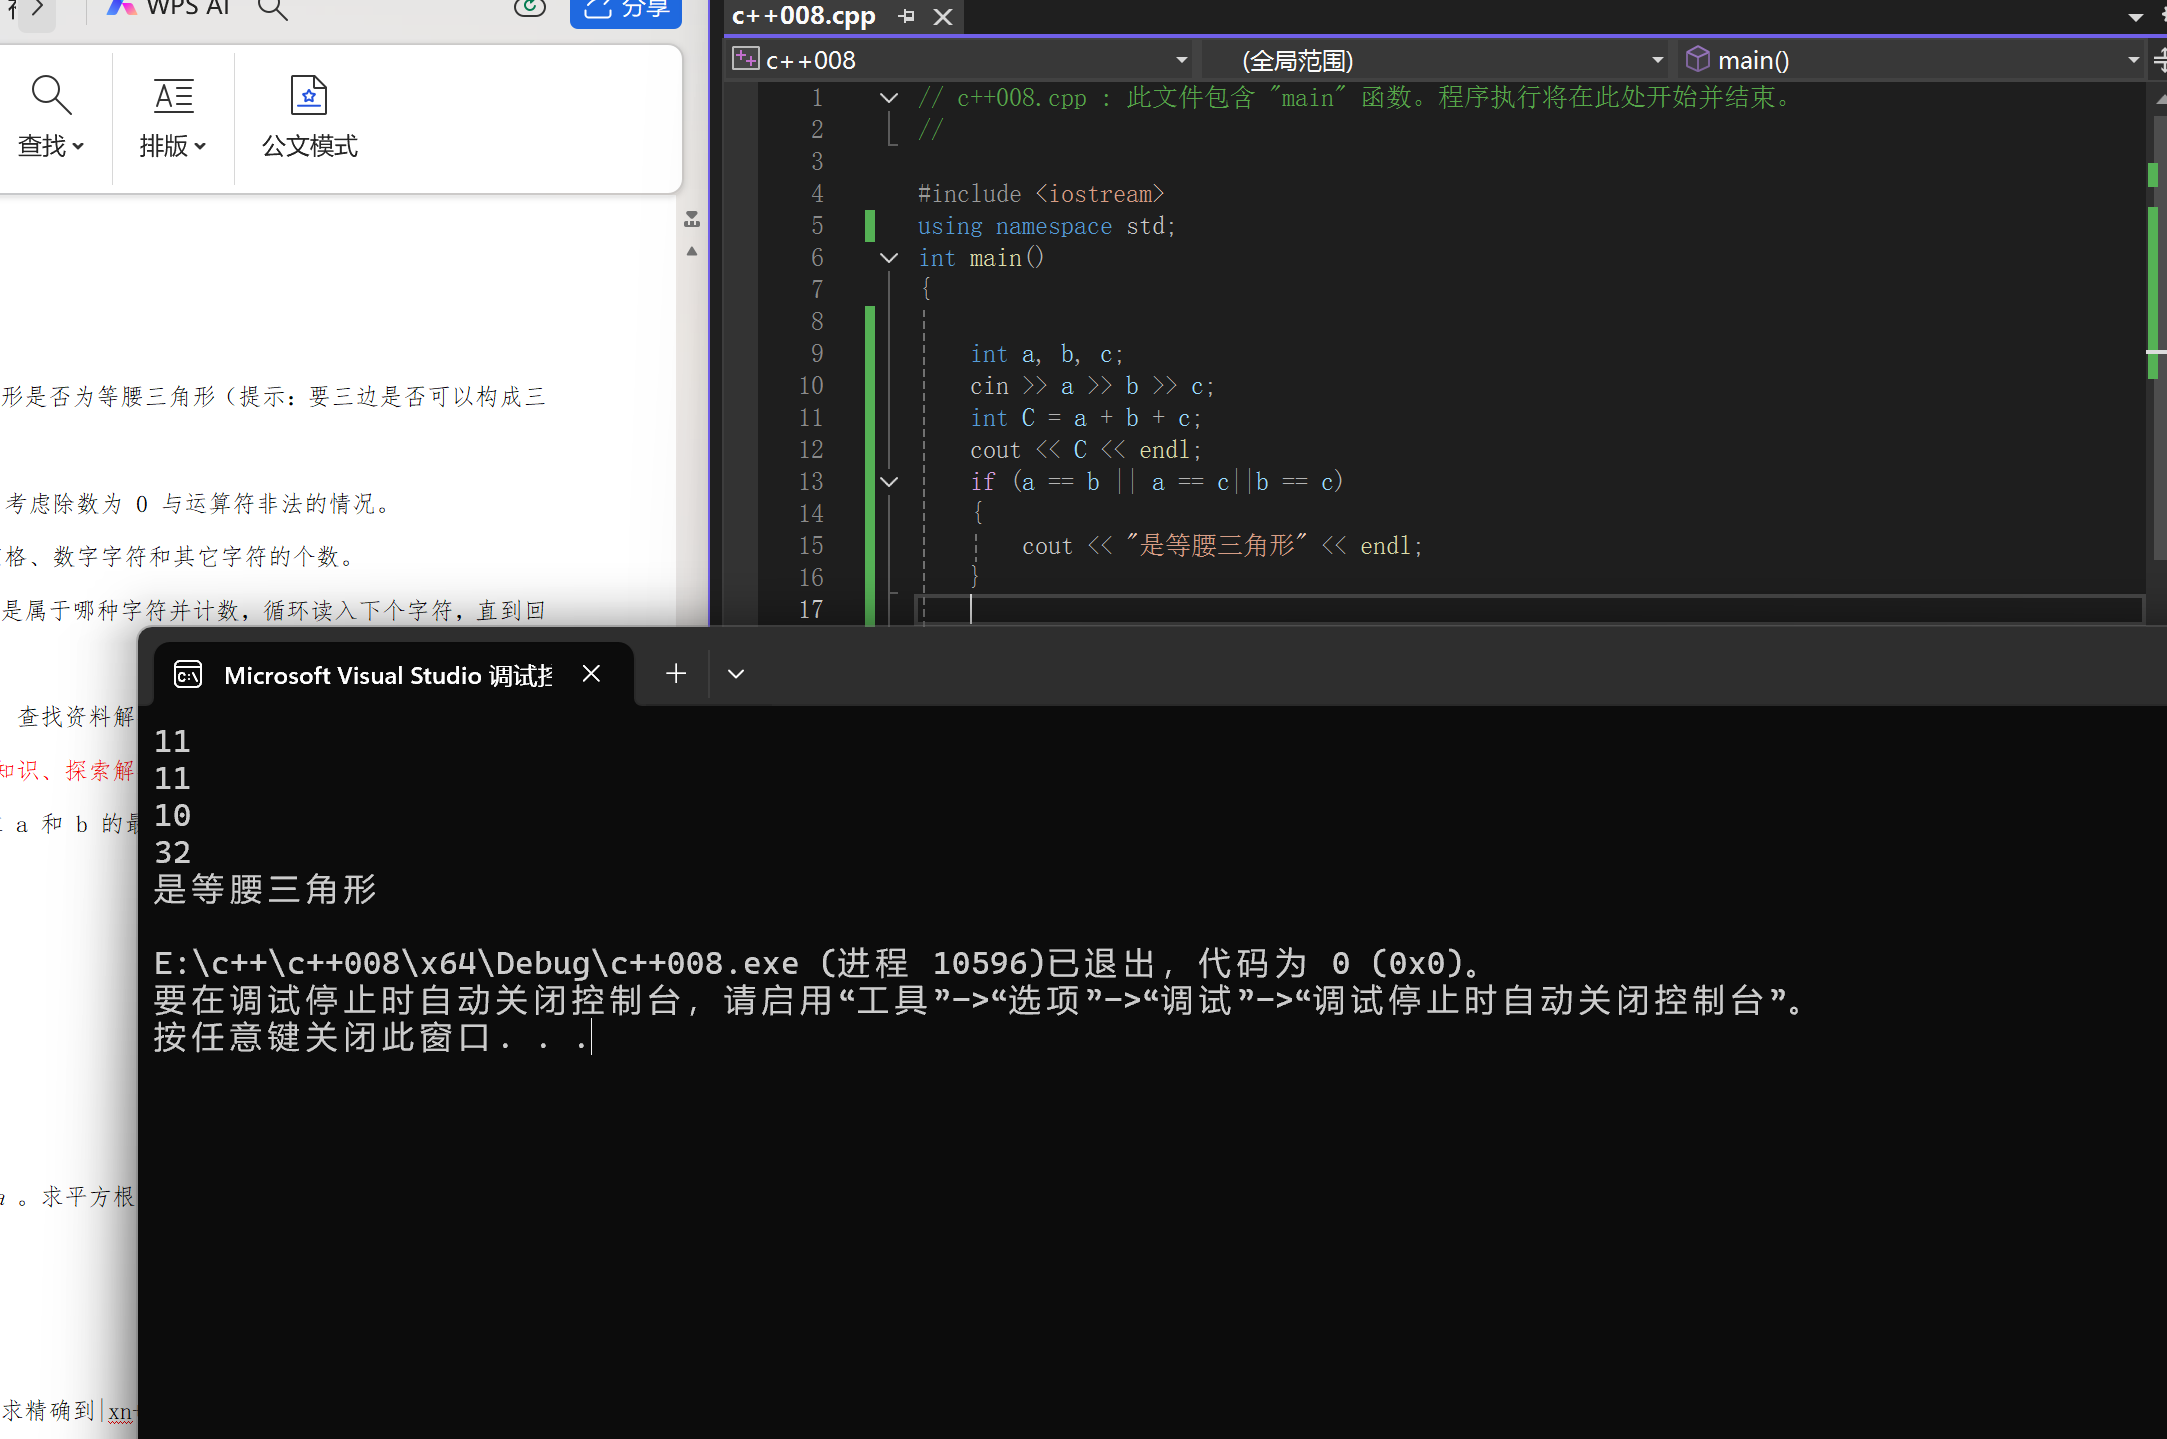 WPS AI
分享
查找
排版
公文模式
形是否为等腰三角形（提示：要三边是否可以构成三
考虑除数为 0 与运算符非法的情况。
格、数字字符和其它字符的个数。
是属于哪种字符并计数，循环读入下个字符，直到回
查找资料解
知识、探索解
a 和 b 的最
a 。求平方根
求精确到|xn
c++008.cpp
c++008
(全局范围)
main()
1 // c++008.cpp : 此文件包含 "main" 函数。程序执行将在此处开始并结束。
2 //
3
4 #include <iostream>
5 using namespace std;
6 int main()
7 {
8
9 int a, b, c;
10 cin >> a >> b >> c;
11 int C = a + b + c;
12 cout << C << endl;
13 if (a == b || a == c||b == c)
14 {
15 cout << "是等腰三角形" << endl;
16 }
17
Microsoft Visual Studio 调试控
11
11
10
32
是等腰三角形
E:\c++\c++008\x64\Debug\c++008.exe (进程 10596)已退出，代码为 0 (0x0)。
要在调试停止时自动关闭控制台，请启用“工具”->“选项”->“调试”->“调试停止时自动关闭控制台”。
按任意键关闭此窗口. . .